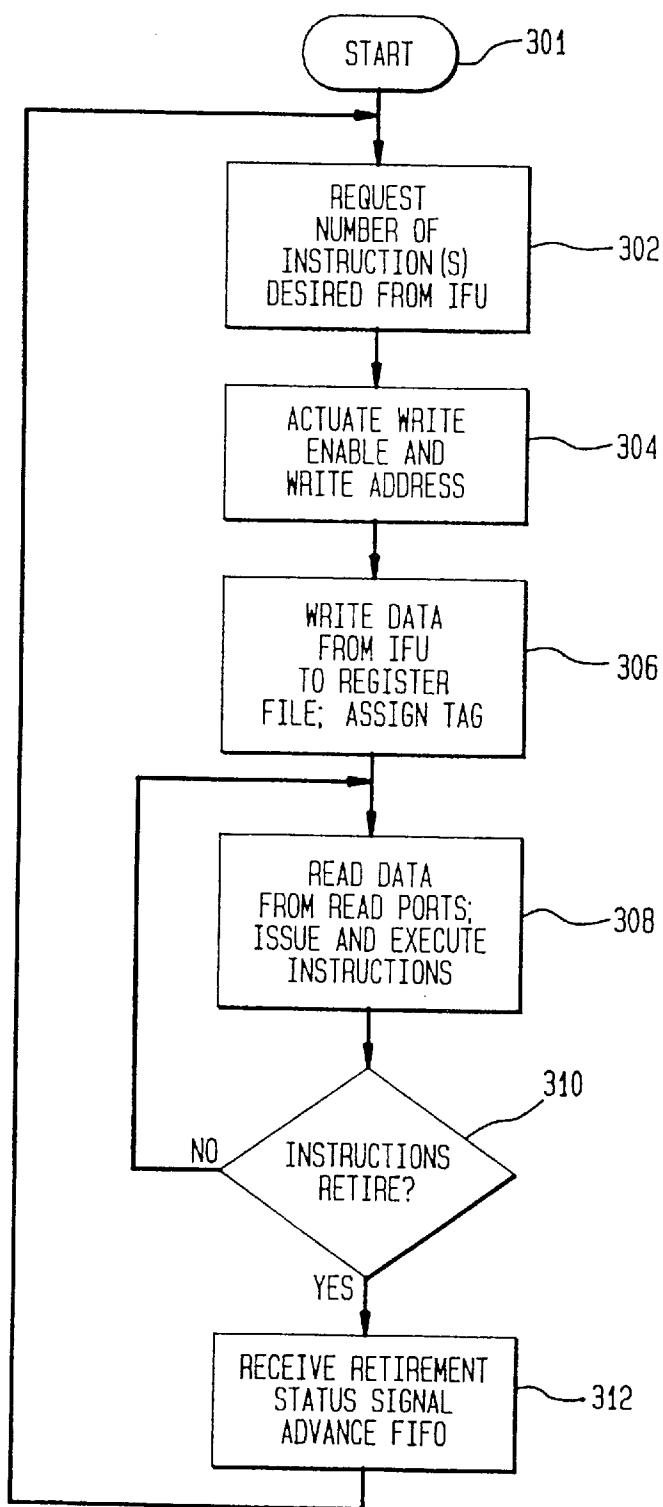 START
301
REQUEST
NUMBER OF
INSTRUCTION(S)
DESIRED FROM IFU
302
ACTUATE WRITE
ENABLE AND
WRITE ADDRESS
304
WRITE DATA
FROM IFU
TO REGISTER
FILE; ASSIGN TAG
306
READ DATA
FROM READ PORTS;
ISSUE AND EXECUTE
INSTRUCTIONS
308
310
NO
INSTRUCTIONS
RETIRE?
YES
RECEIVE RETIREMENT
STATUS SIGNAL
ADVANCE FIFO
312